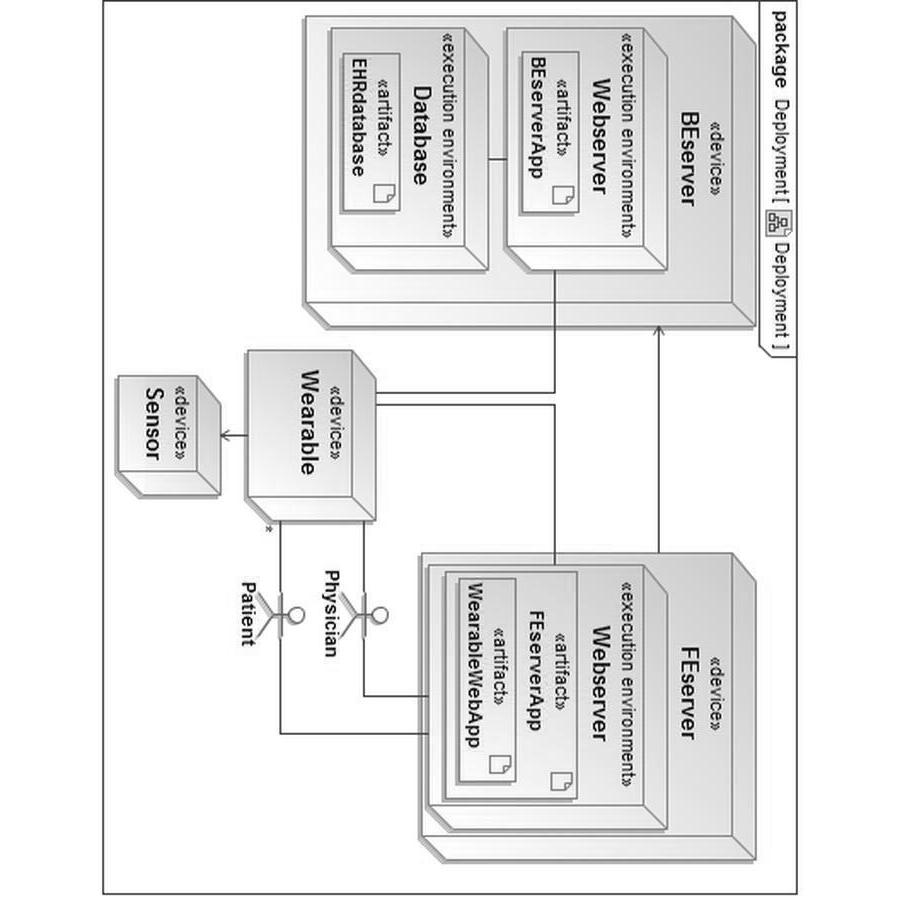 package Deployment [ Deployment ]
«device»
BEserver
«execution environment»
Webserver
«artifact»
BEserverApp
«execution environment»
Database
«artifact»
EHRdatabase
«device»
FEserver
«execution environment»
Webserver
«artifact»
FEserverApp
«artifact»
WearableWebApp
«device»
Wearable
*
Physician
Patient
«device»
Sensor